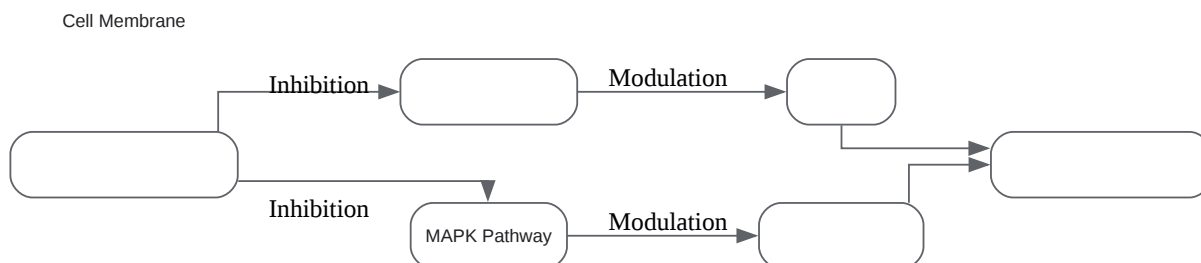 Cell Membrane
Inhibition
Modulation
Inhibition
MAPK Pathway
Modulation